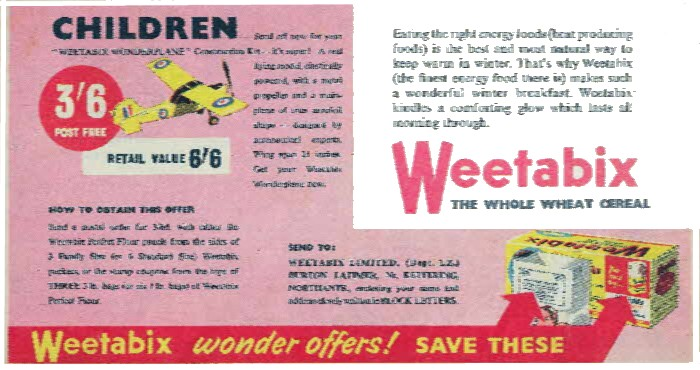 CHILDREN
Send off now for your
"WEETABIX WONDERPLANE" Construction Kit - it's super! A real
flying model, elastically
powered, with a metal
propeller and a main-
plane of true aerofoil
shape - designed by
aeronautical experts.
Wing span 21 inches.
Get your Weetabix
Wonderplane now.
3/6
POST FREE
RETAIL VALUE 6/6
HOW TO OBTAIN THIS OFFER
Send a postal order for 3/6d. with either the
Weetabix Perfect Flour panels from the sides of
3 Family Size (or 6 Standard Size) Weetabix
packets, or the stamp coupons from the tops of
THREE 3 lb. bags (or six lb. bags) of Weetabix
Perfect Flour.
SEND TO:
WEETABIX LIMITED, (Dept. L.Z.)
BURTON LATIMER, Nr. KETTERING,
NORTHANTS, enclosing your name and
address clearly written in BLOCK LETTERS.
Eating the right energy foods (heat producing
foods) is the best and most natural way to
keep warm in winter. That's why Weetabix
(the finest energy food there is) makes such
a wonderful winter breakfast. Weetabix
kindles a comforting glow which lasts all
morning through.
Weetabix
THE WHOLE WHEAT CEREAL
Weetabix
Weetabix wonder offers! SAVE THESE